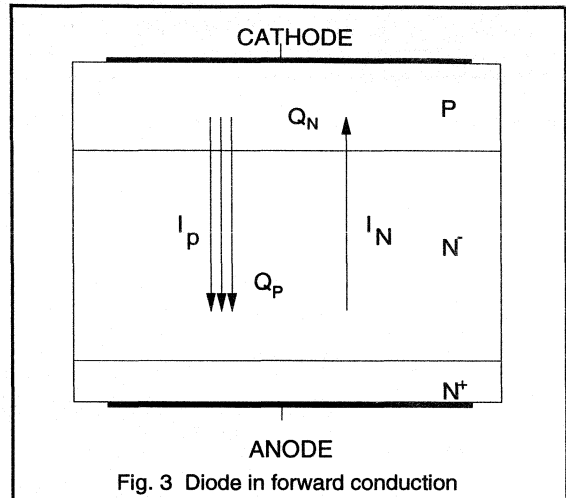 CATHODE
Q_N P
I_p I_N N^-
Q_P
N^+
ANODE
Fig. 3 Diode in forward conduction